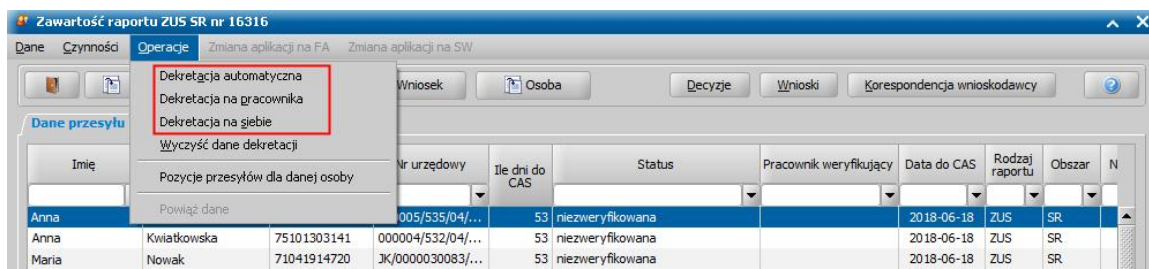 Zawartość raportu ZUS SR nr 16316
Dane Czynności Operacje Zmiana aplikacji na FA Zmiana aplikacji na SW
Wniosek Osoba Decyzje Wnioski Korespondencja wnioskodawcy
Dekretacja automatyczna
Dekretacja na pracownika
Dekretacja na siebie
Wyczyść dane dekretacji
Pozycje przesyłów dla danej osoby
Powiąż dane
Dane przesyłu
Imię Nr urzędowy Ile dni do CAS Status Pracownik weryfikujący Data do CAS Rodzaj raportu Obszar N
Anna 0005/535/04/... 53 niezweryfikowana 2018-06-18 ZUS SR
Anna Kwiatkowska 75101303141 000004/532/04/... 53 niezweryfikowana 2018-06-18 ZUS SR
Maria Nowak 71041914720 JK/0000030083/... 53 niezweryfikowana 2018-06-18 ZUS SR